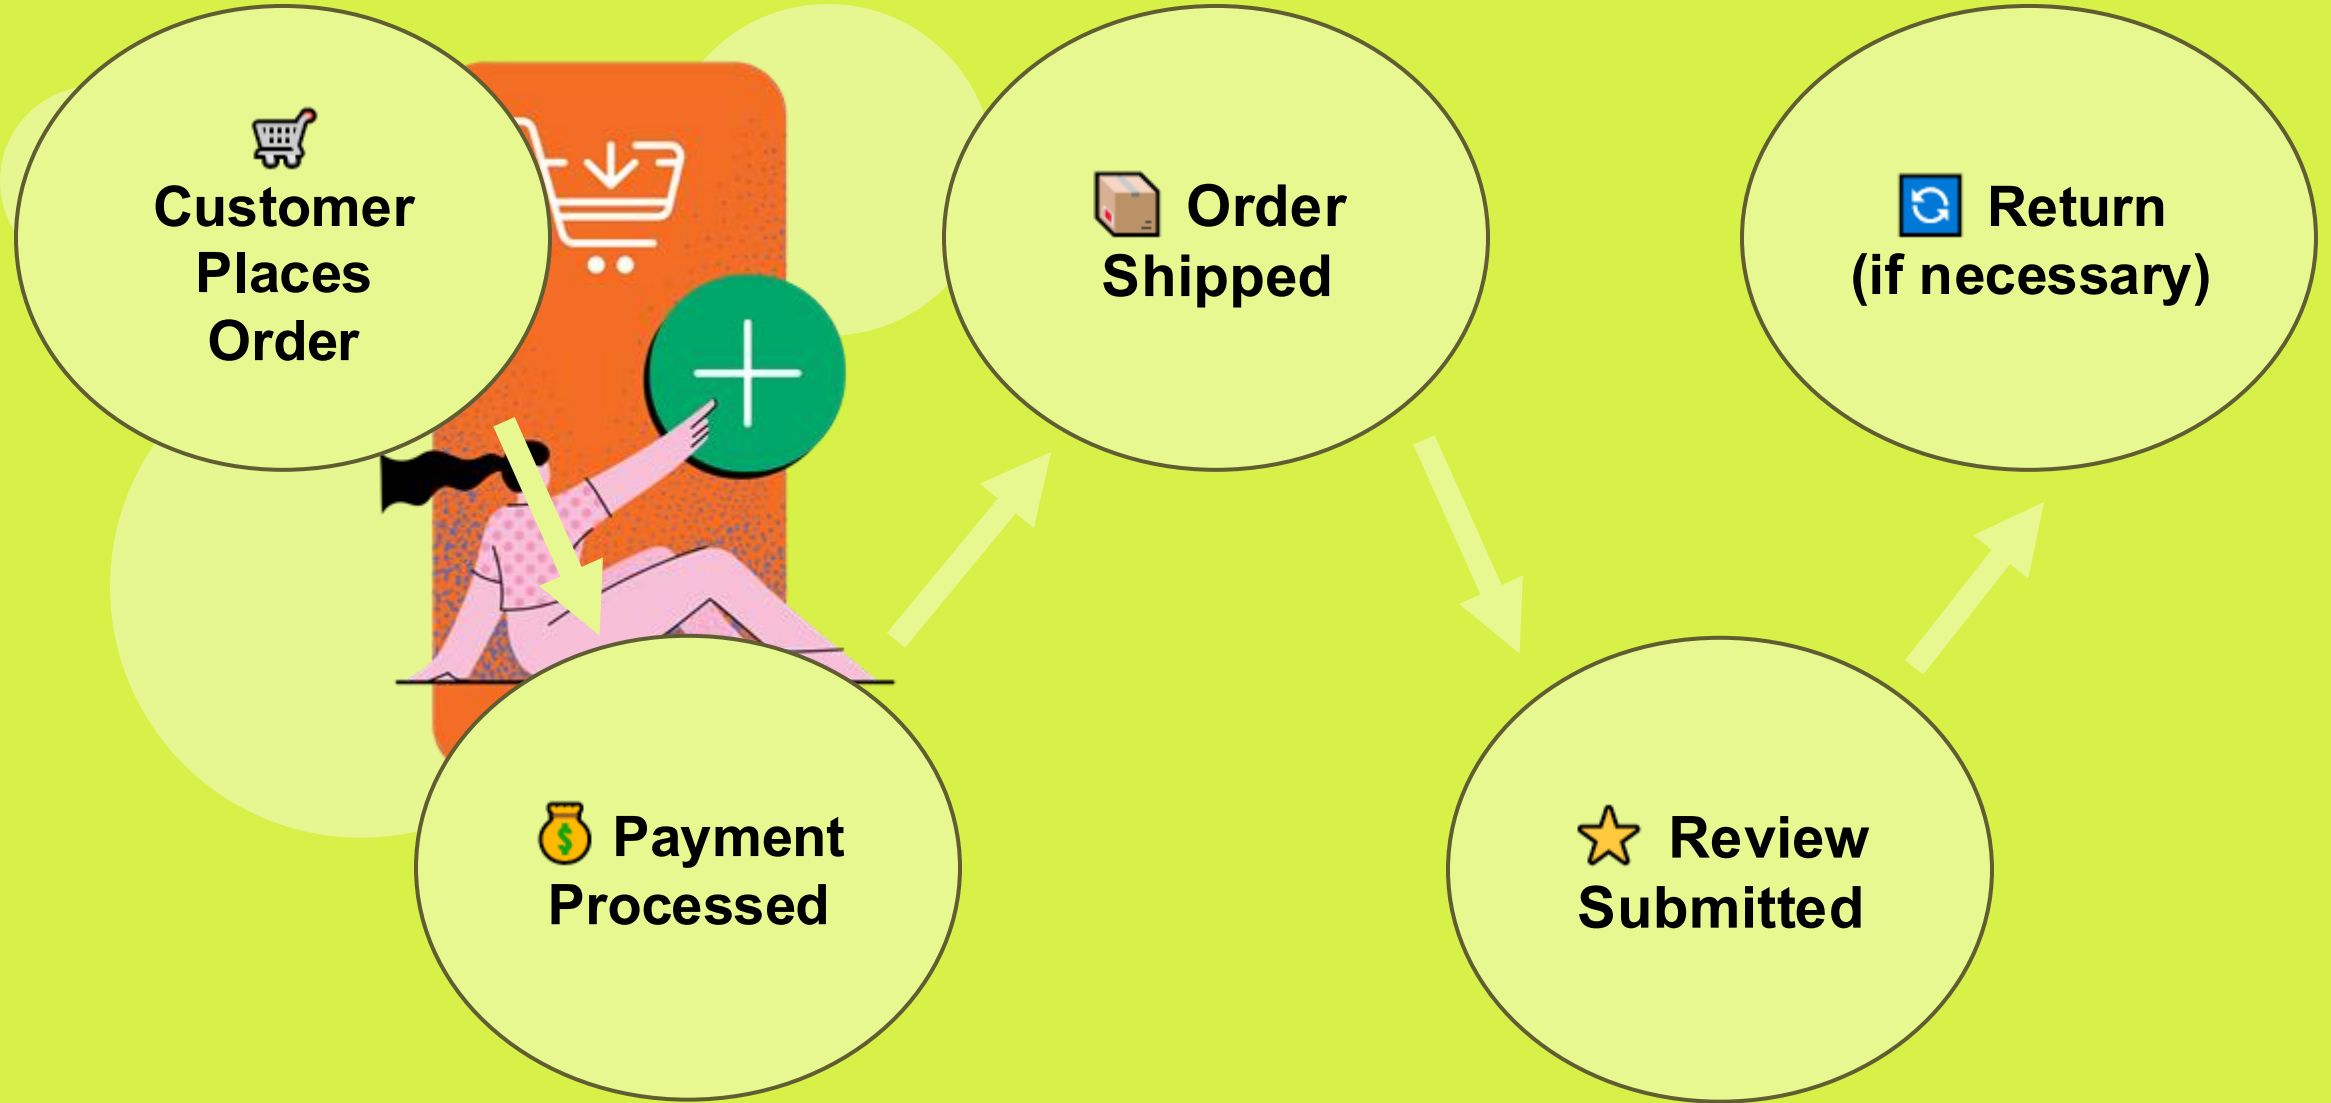 🛒
Customer
Places
Order
💰 Payment
Processed
📦 Order
Shipped
⭐ Review
Submitted
🔄 Return
(if necessary)